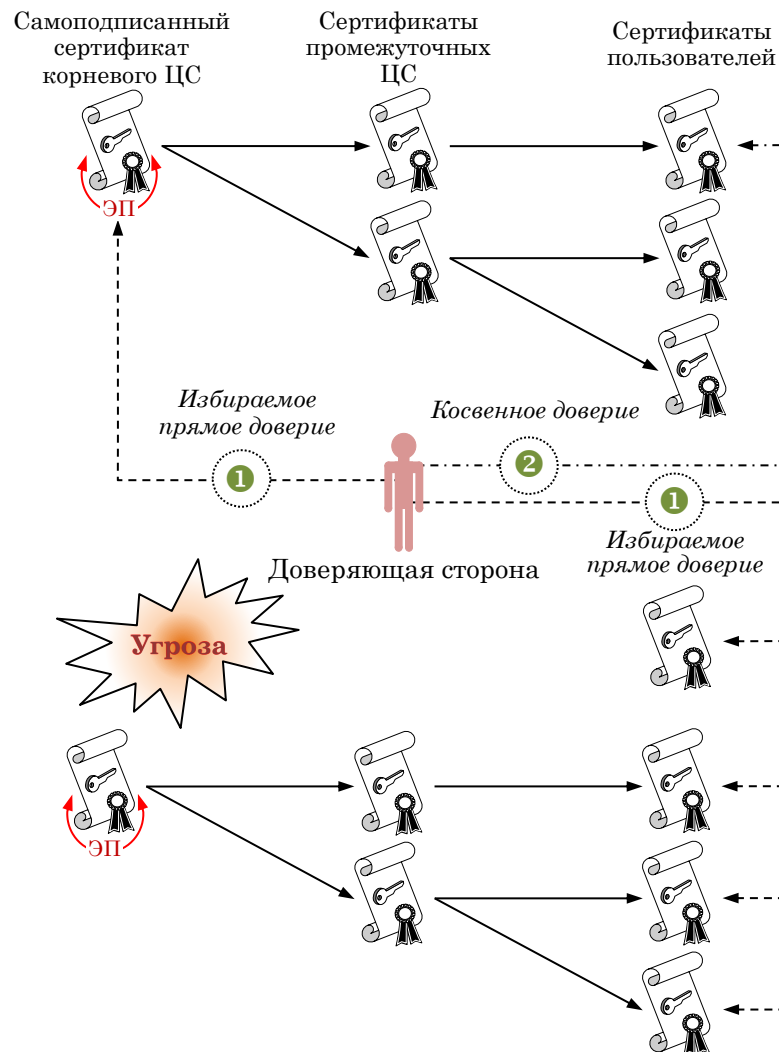 Самоподписанный
сертификат
корневого ЦС
Сертификаты
промежуточных
ЦС
Сертификаты
пользователей
ЭП
Избираемое
прямое доверие
Косвенное доверие
1
2
1
Избираемое
прямое доверие
Доверяющая сторона
Угроза
ЭП